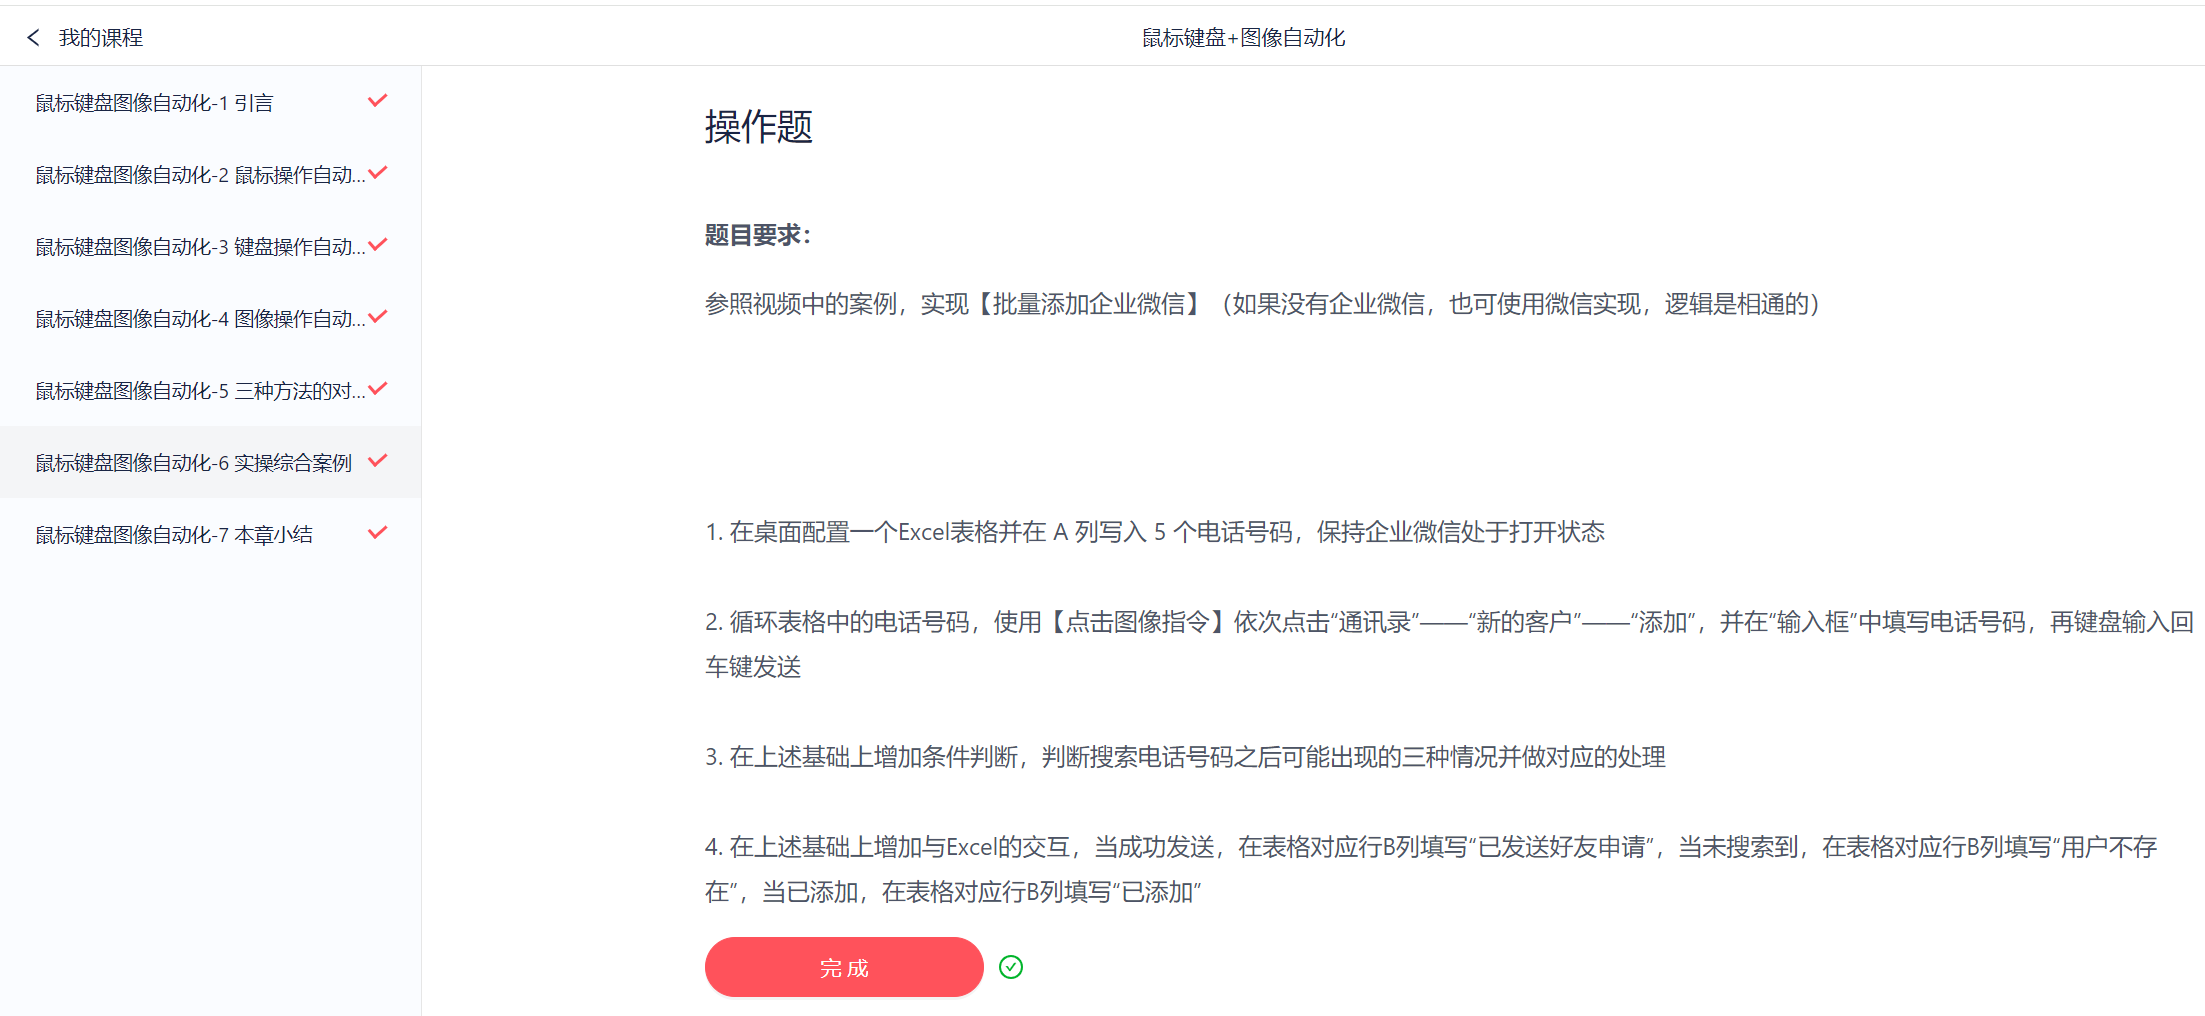 我的课程
鼠标键盘+图像自动化
鼠标键盘图像自动化-1 引言
鼠标键盘图像自动化-2 鼠标操作自动...
鼠标键盘图像自动化-3 键盘操作自动...
鼠标键盘图像自动化-4 图像操作自动...
鼠标键盘图像自动化-5 三种方法的对...
鼠标键盘图像自动化-6 实操综合案例
鼠标键盘图像自动化-7 本章小结
操作题
题目要求：
参照视频中的案例，实现【批量添加企业微信】（如果没有企业微信，也可使用微信实现，逻辑是相通的）
1. 在桌面配置一个Excel表格并在 A 列写入 5 个电话号码，保持企业微信处于打开状态
2. 循环表格中的电话号码，使用【点击图像指令】依次点击“通讯录”——“新的客户”——“添加”，并在“输入框”中填写电话号码，再键盘输入回
车键发送
3. 在上述基础上增加条件判断，判断搜索电话号码之后可能出现的三种情况并做对应的处理
4. 在上述基础上增加与Excel的交互，当成功发送，在表格对应行B列填写“已发送好友申请”，当未搜索到，在表格对应行B列填写“用户不存
在”，当已添加，在表格对应行B列填写“已添加”
完成